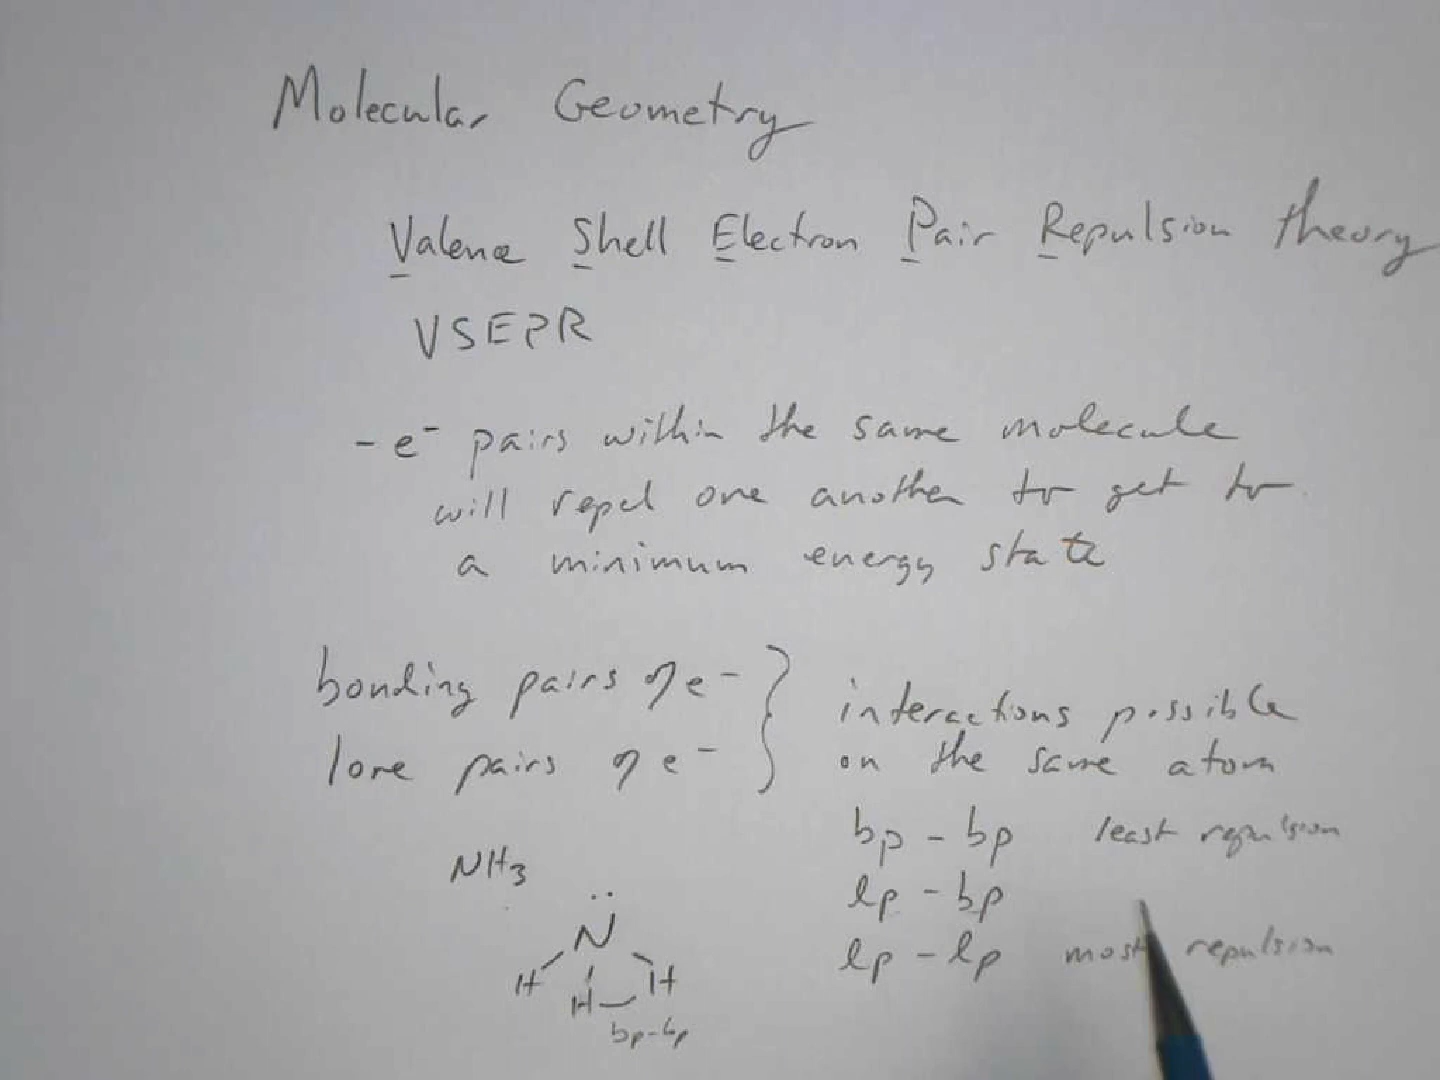 Molecular Geometry
Valence Shell Electron Pair Repulsion theory
VSEPR
- e⁻ pairs within the same molecule
will repel one another to get to
a minimum energy state
bonding pairs of e⁻ } interactions possible
lone pairs of e⁻ on the same atom
bp - bp least repulsion
lp - bp
lp - lp most repulsion
NH₃
..
N
H H H
bp-bp